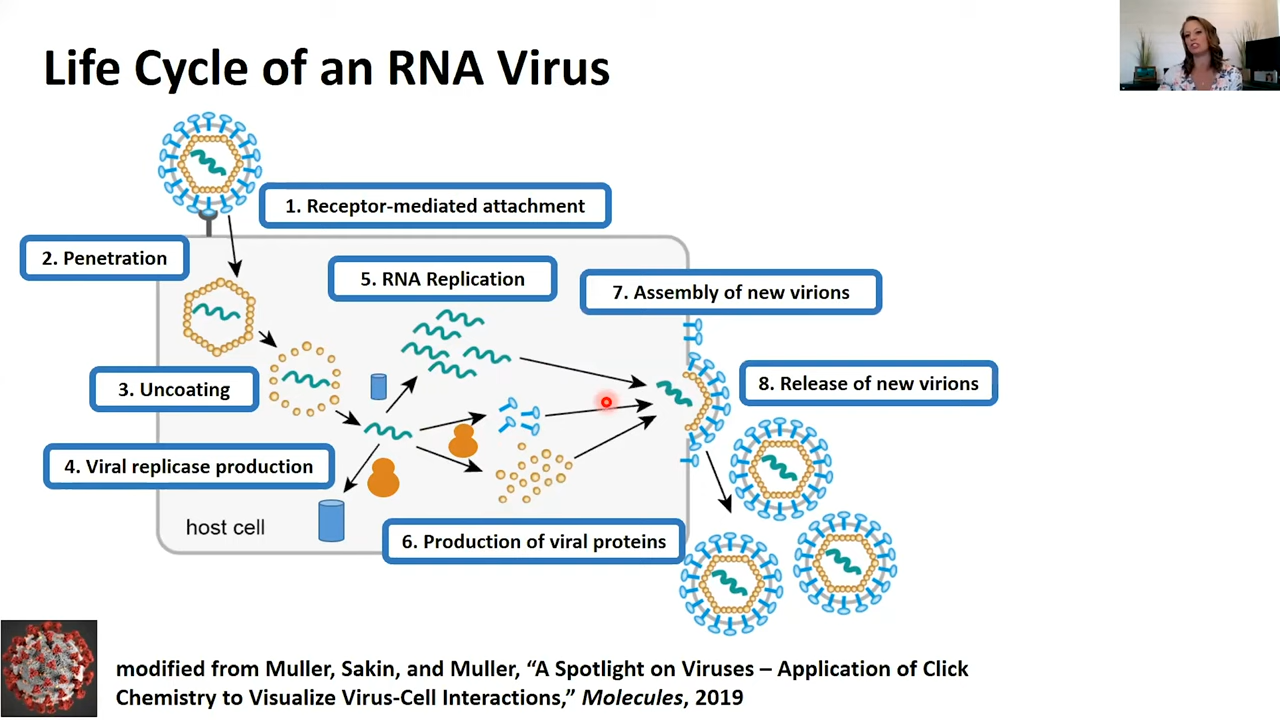 Life Cycle of an RNA Virus
1. Receptor-mediated attachment
2. Penetration
5. RNA Replication
7. Assembly of new virions
3. Uncoating
8. Release of new virions
4. Viral replicase production
host cell
6. Production of viral proteins
modified from Muller, Sakin, and Muller, “A Spotlight on Viruses – Application of Click
Chemistry to Visualize Virus-Cell Interactions,” Molecules, 2019